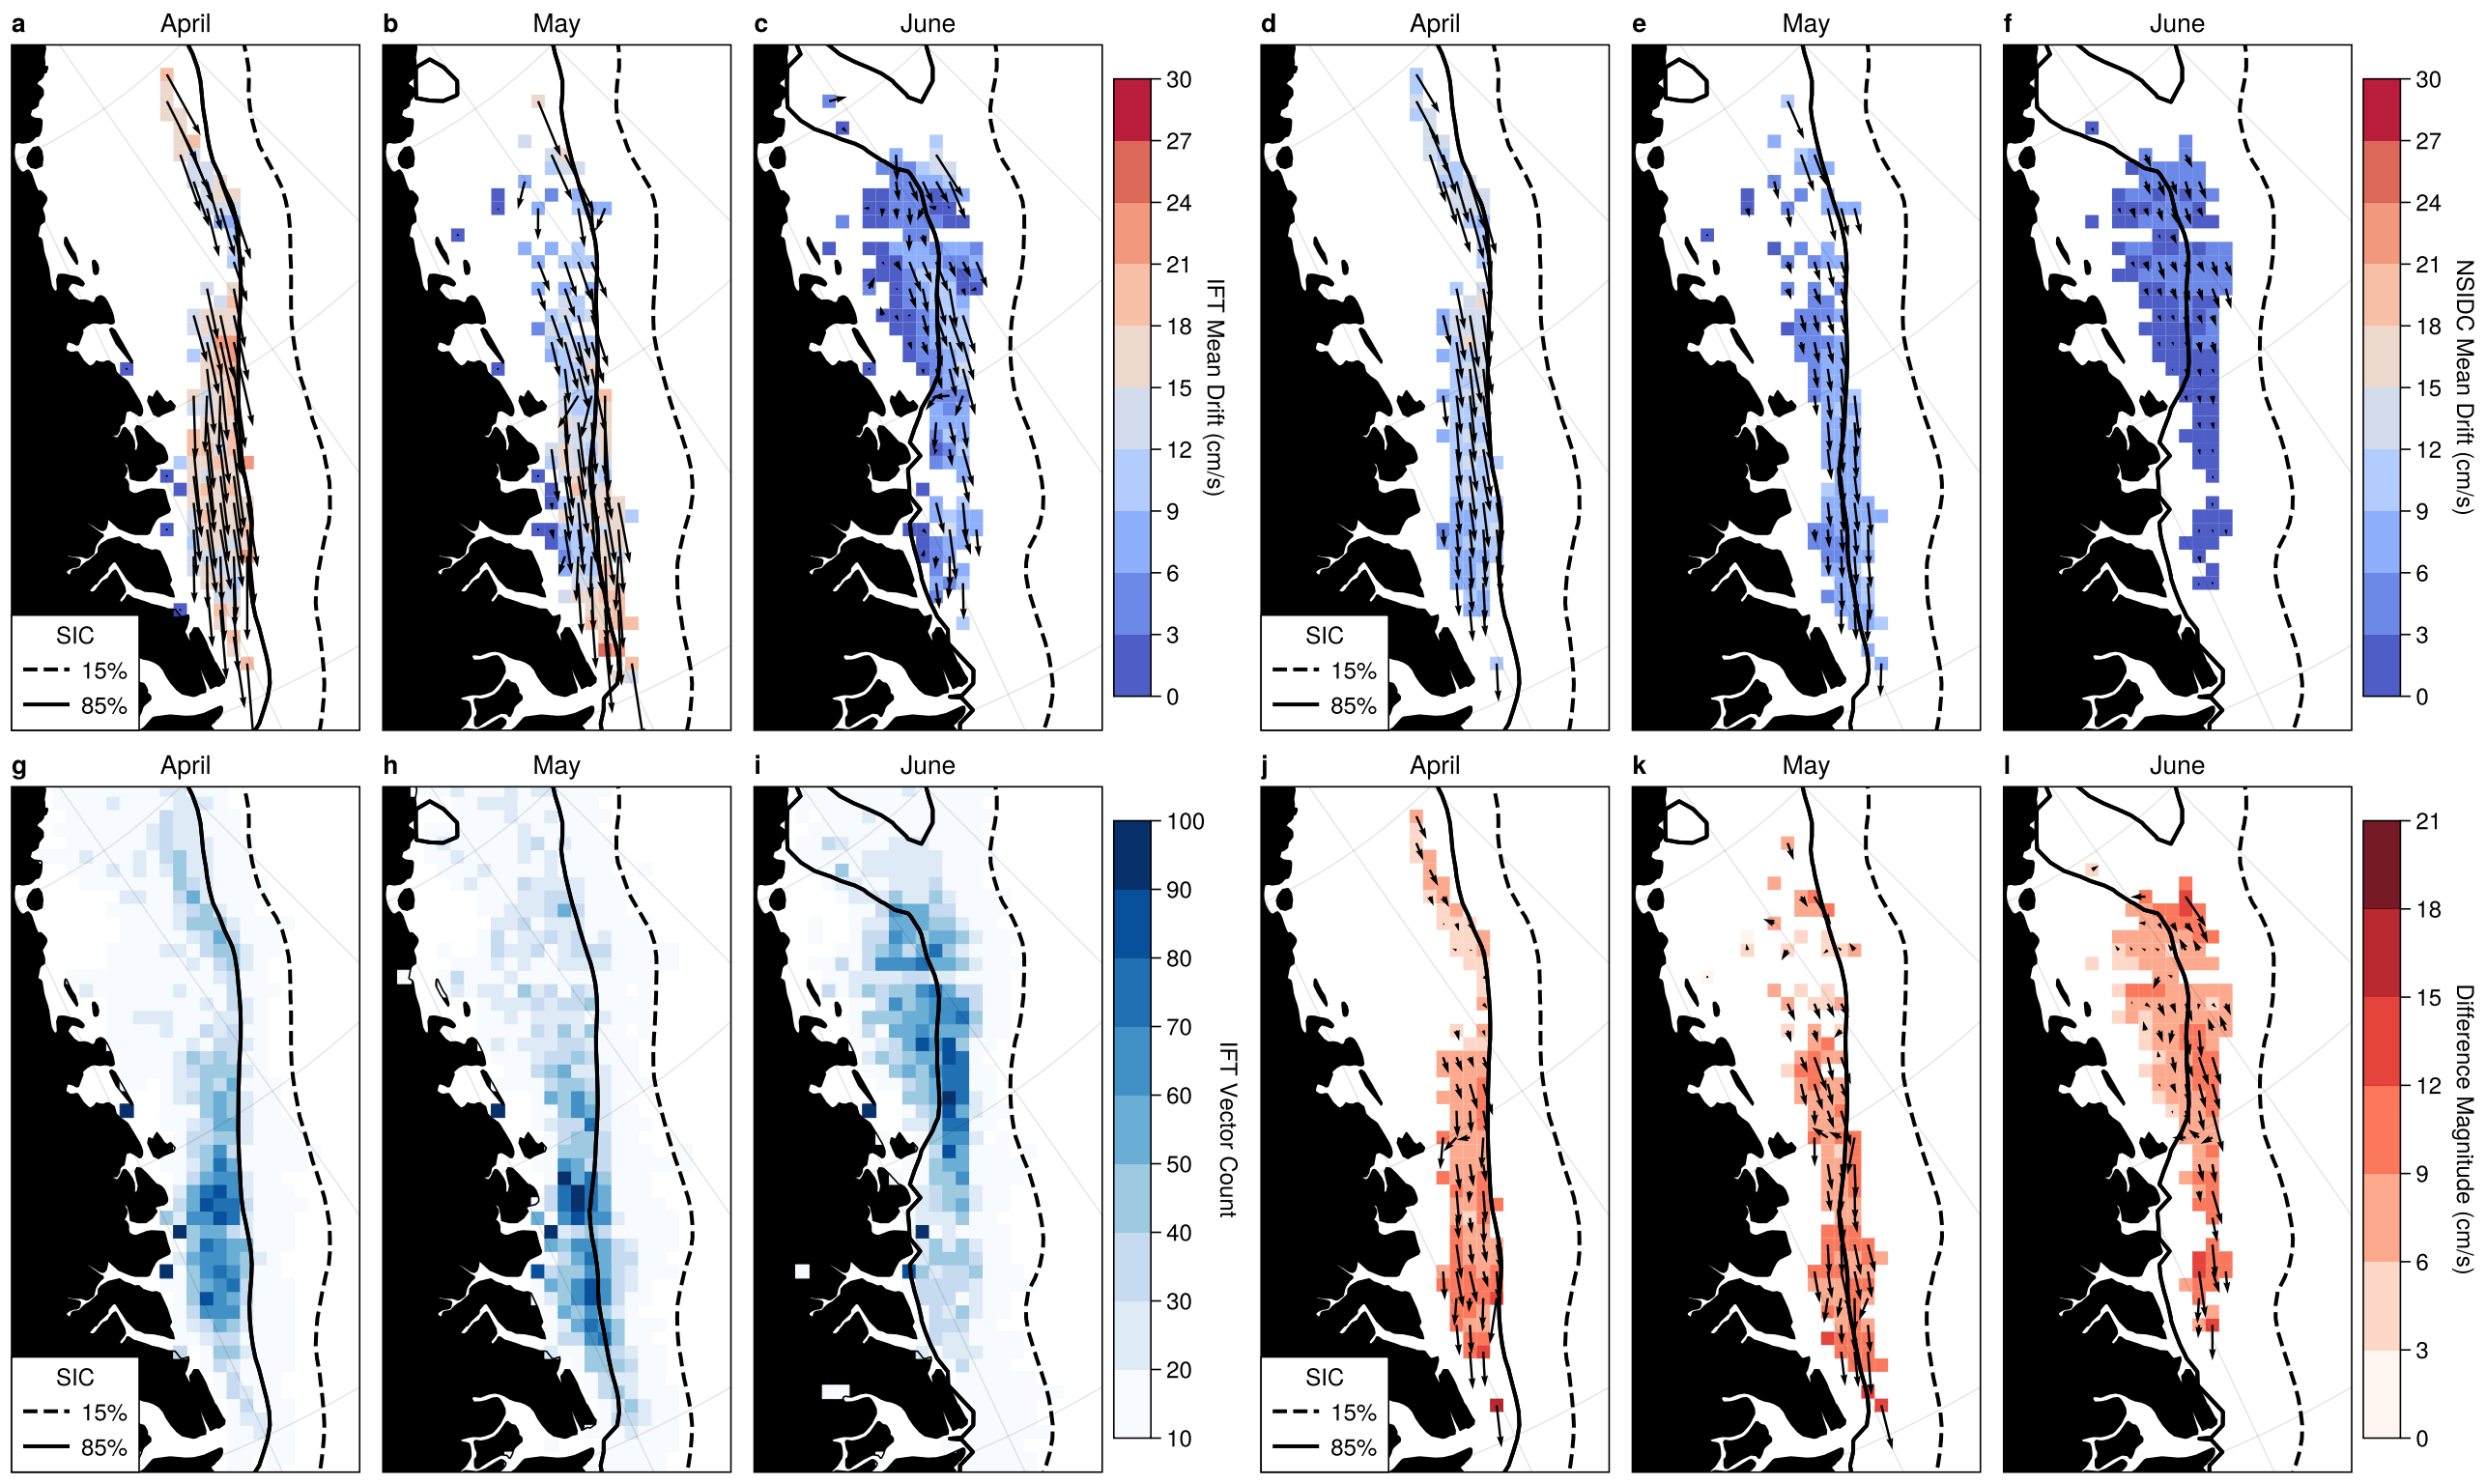 a April
b May
c June
d April
e May
f June
SIC
15%
85%
30
27
24
21
18
15
12
9
6
3
0
IFT Mean Drift (cm/s)
SIC
15%
85%
30
27
24
21
18
15
12
9
6
3
0
NSIDC Mean Drift (cm/s)
g April
h May
i June
j April
k May
l June
SIC
15%
85%
100
90
80
70
60
50
40
30
20
10
IFT Vector Count
SIC
15%
85%
21
18
15
12
9
6
3
0
Difference Magnitude (cm/s)